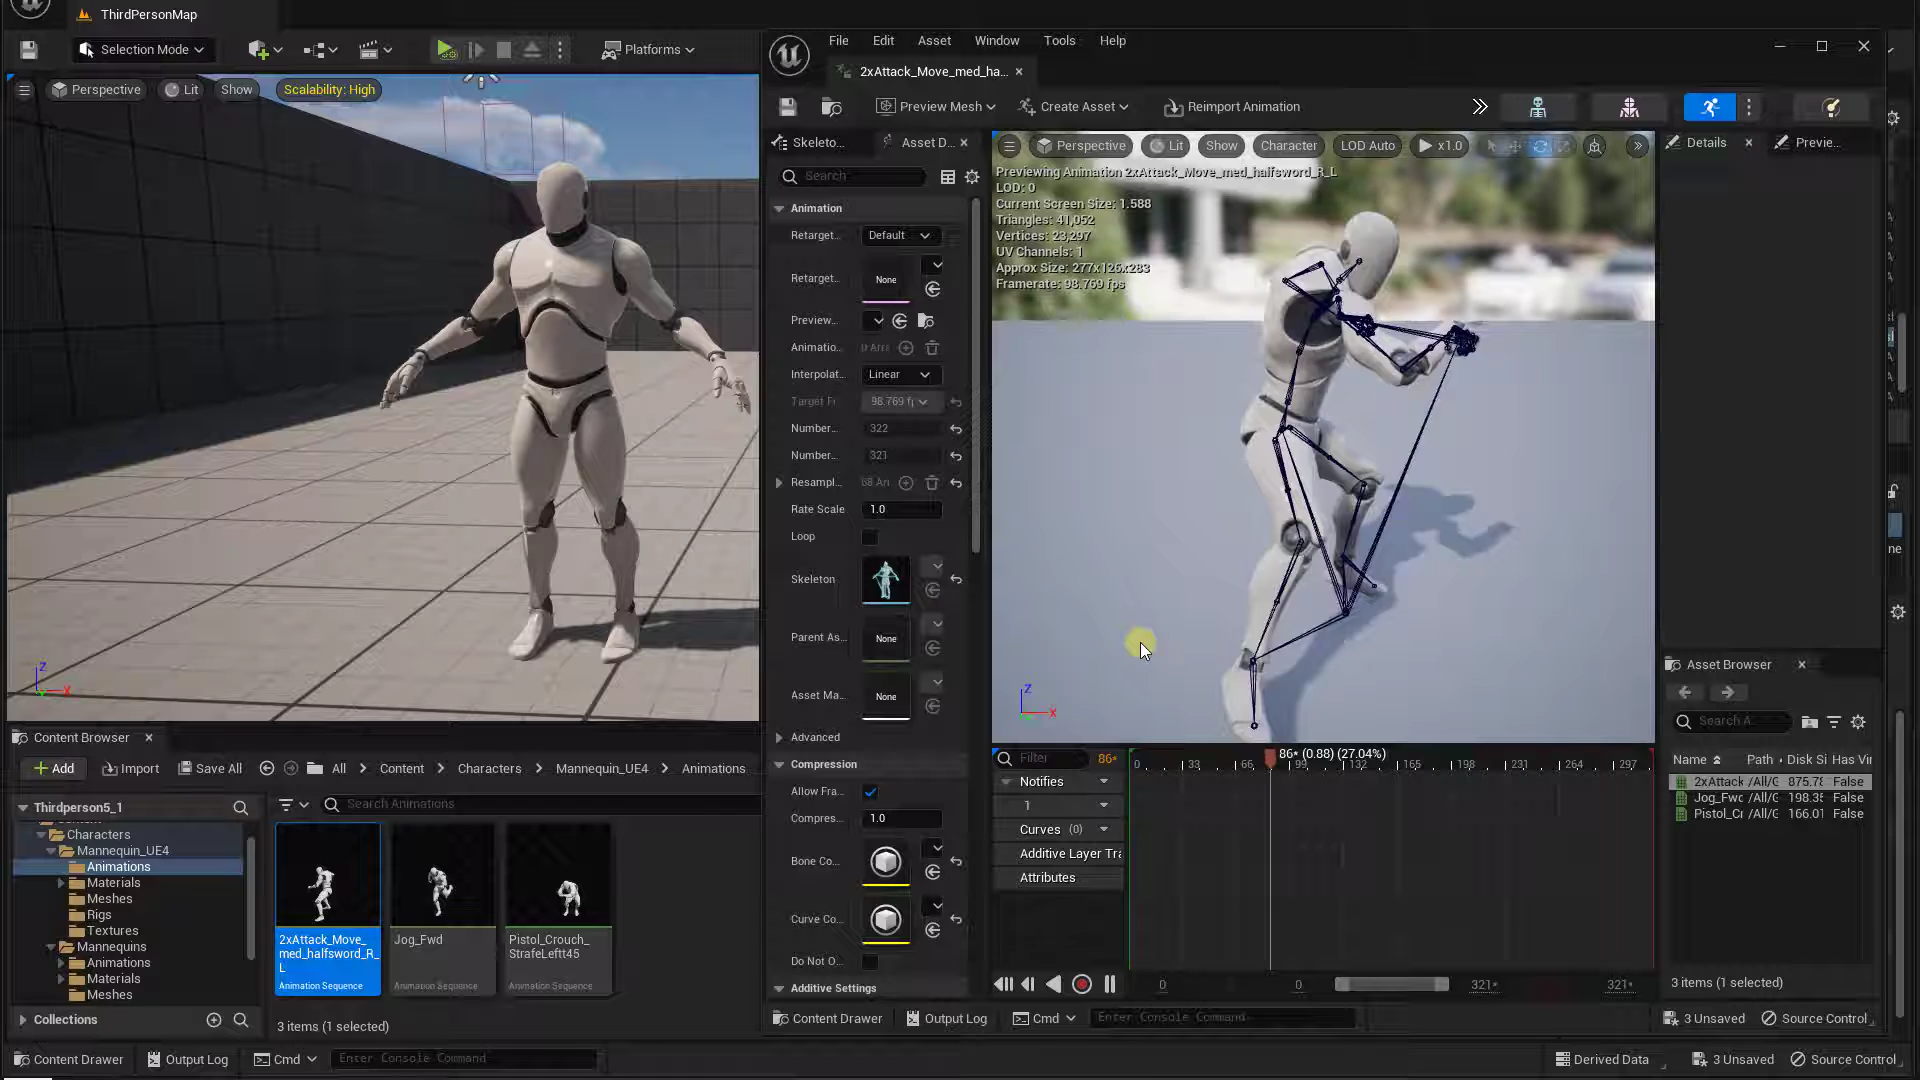 ThirdPersonMap
Selection Mode
Platforms
Perspective
Lit
Show
Scalability: High
File
Edit
Asset
Window
Tools
Help
2xAttack_Move_med_ha...
Preview Mesh
Create Asset
Reimport Animation
Skeleto...
Asset D...
Search
Animation
Retarget...
Default
Retarget...
None
Preview...
Animatio...
Interpolat...
Linear
98.769 f
Number...
322
Number...
321
Resampl...
Rate Scale
1.0
Loop
Skeleton
Parent As...
None
Asset Ma...
None
Advanced
Compression
Allow Fra...
Compres...
1.0
Bone Co...
Curve Co...
Do Not O...
Additive Settings
Perspective
Lit
Show
Character
LOD Auto
x1.0
Previewing Animation 2xAttack_Move_med_halfsword_R_L
LOD: 0
Current Screen Size: 1.588
Triangles: 41,052
Vertices: 23,297
UV Channels: 1
Approx Size: 277x126x283
Framerate: 98.769 fps
Z
X
Filter
86*
86* (0.88) (27.04%)
0
33
66
99
132
165
198
231
264
297
Notifies
1
Curves (0)
Additive Layer Tra
Attributes
0
0
321*
321*
Content Drawer
Output Log
Cmd
Enter Console Command
3 Unsaved
Source Control
Details
Previe...
Asset Browser
Search A...
Name
Path
Disk Si
Has Vir
2xAttack /All/G 875.78 False
Jog_Fwd /All/G 198.35 False
Pistol_Cr /All/G 166.01 False
3 items (1 selected)
Z
X
Content Browser
Add
Import
Save All
All
Content
Characters
Mannequin_UE4
Animations
Thirdperson5_1
Search Animations
Characters
Mannequin_UE4
Animations
Materials
Meshes
Rigs
Textures
Mannequins
Animations
Materials
Meshes
Collections
2xAttack_Move_
med_halfsword_R_
L
Animation Sequence
Jog_Fwd
Animation Sequence
Pistol_Crouch_
StrafeLeftt45
Animation Sequence
3 items (1 selected)
Content Drawer
Output Log
Cmd
Enter Console Command
Derived Data
3 Unsaved
Source Control